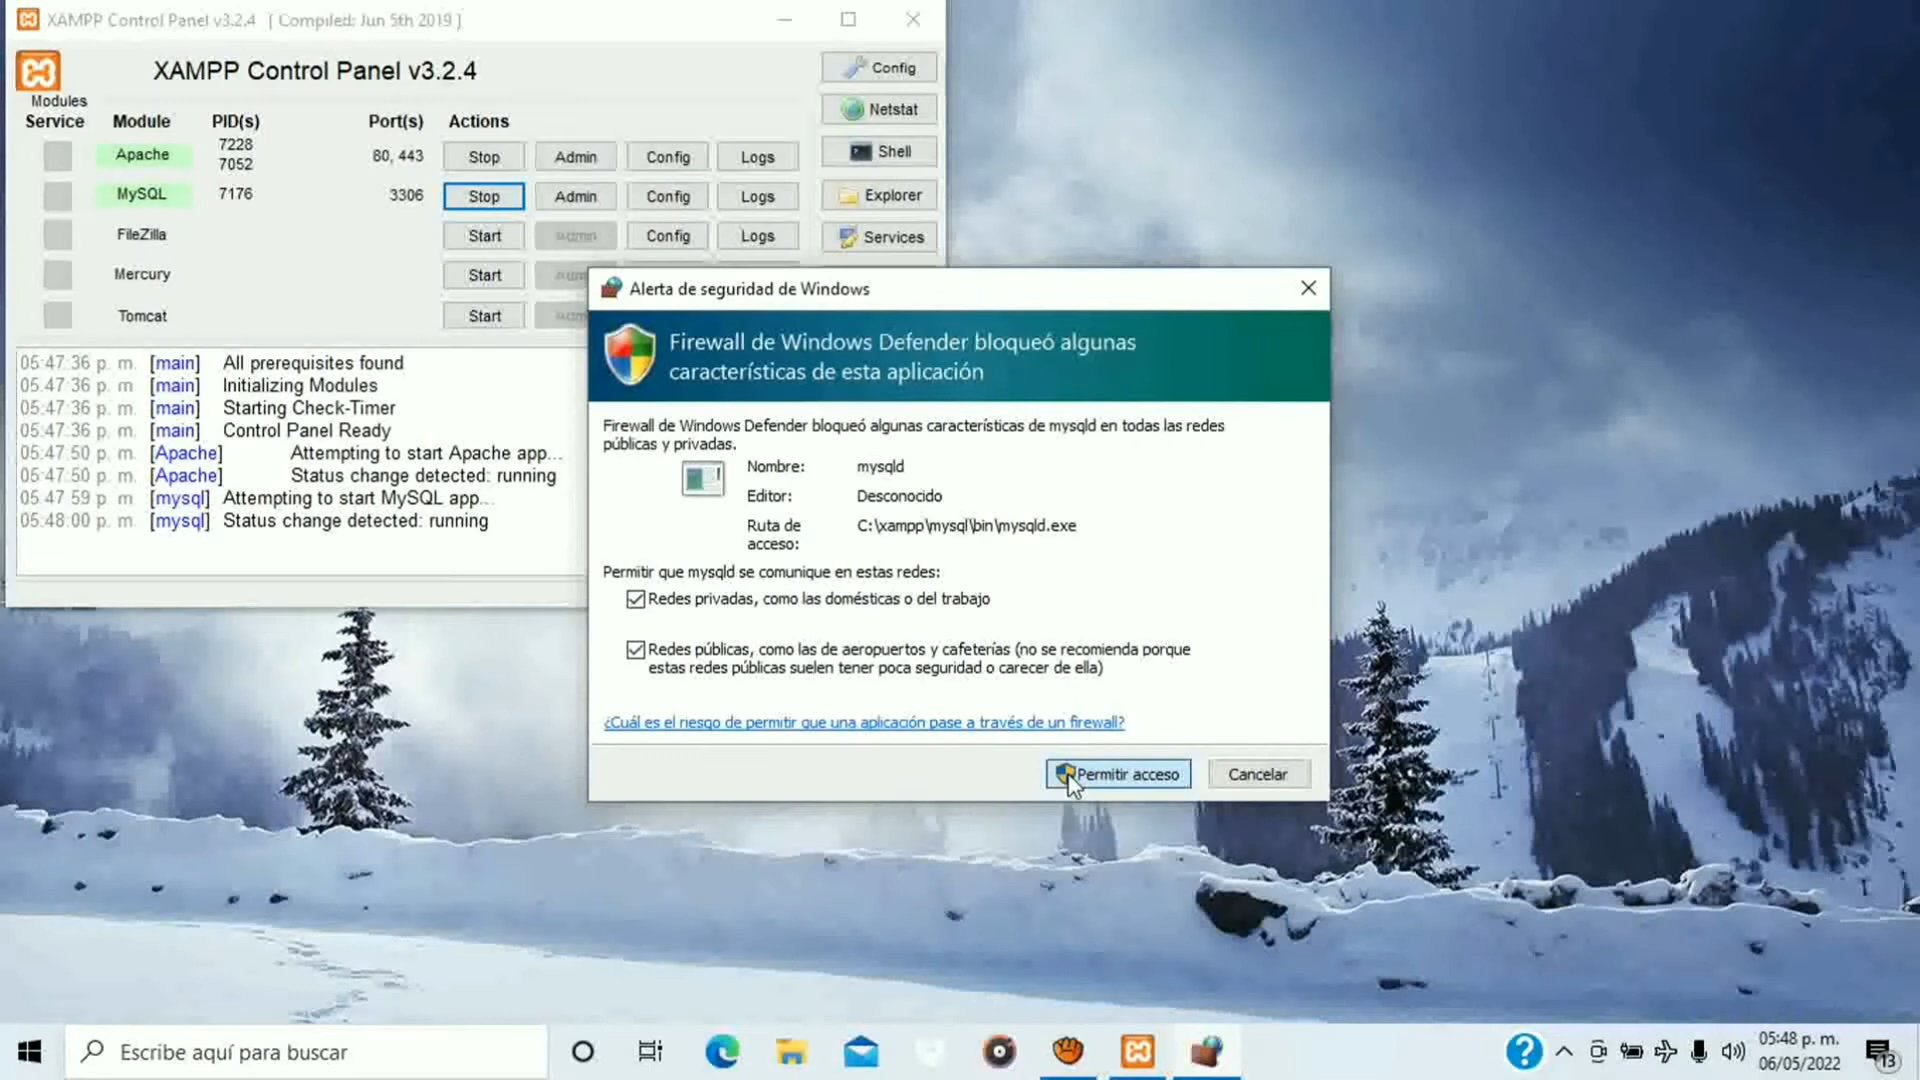 XAMPP Control Panel v3.2.4 [ Compiled: Jun 5th 2019 ]
XAMPP Control Panel v3.2.4
Modules
Service Module PID(s) Port(s) Actions
Apache 7228 7052 80, 443 Stop Admin Config Logs
MySQL 7176 3306 Stop Admin Config Logs
FileZilla Start Admin Config Logs
Mercury Start
Tomcat Start
Config
Netstat
Shell
Explorer
Services
05:47:36 p. m. [main] All prerequisites found
05:47:36 p. m. [main] Initializing Modules
05:47:36 p. m. [main] Starting Check-Timer
05:47:36 p. m. [main] Control Panel Ready
05:47:50 p. m. [Apache] Attempting to start Apache app...
05:47:50 p. m. [Apache] Status change detected: running
05:47:59 p. m. [mysql] Attempting to start MySQL app...
05:48:00 p. m. [mysql] Status change detected: running
Alerta de seguridad de Windows
Firewall de Windows Defender bloqueó algunas
características de esta aplicación
Firewall de Windows Defender bloqueó algunas características de mysqld en todas las redes
públicas y privadas.
Nombre: mysqld
Editor: Desconocido
Ruta de C:\xampp\mysql\bin\mysqld.exe
acceso:
Permitir que mysqld se comunique en estas redes:
Redes privadas, como las domésticas o del trabajo
Redes públicas, como las de aeropuertos y cafeterías (no se recomienda porque
estas redes públicas suelen tener poca seguridad o carecer de ella)
¿Cuál es el riesgo de permitir que una aplicación pase a través de un firewall?
Permitir acceso Cancelar
Escribe aquí para buscar
05:48 p. m.
06/05/2022
13